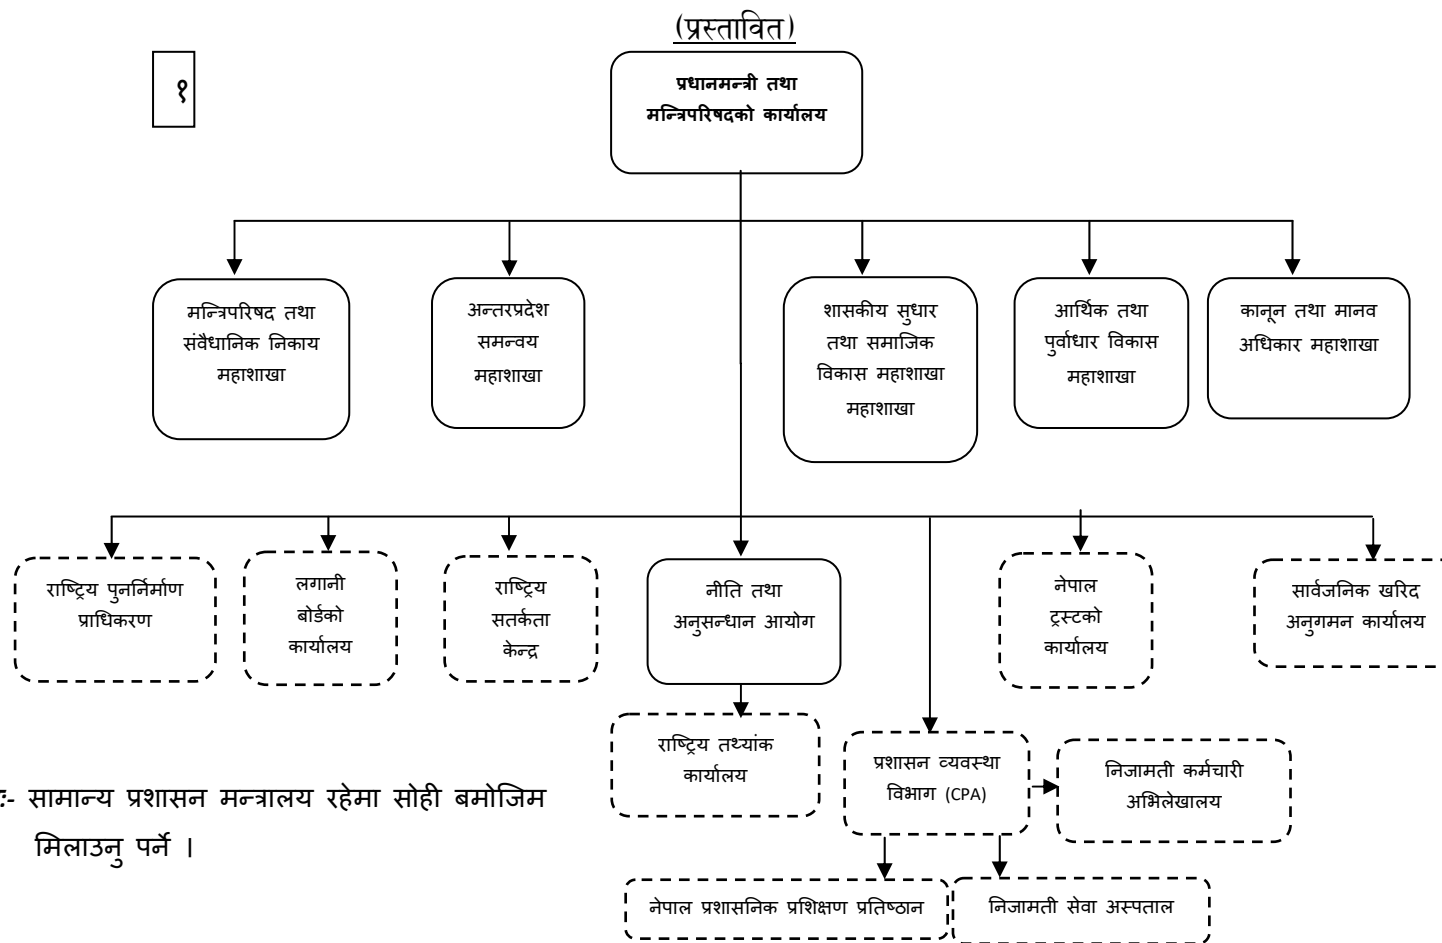 (प्रस्तावित)
१
प्रधानमन्त्री तथा
मन्त्रिपरिषदको कार्यालय
मन्त्रिपरिषद तथा
संवैधानिक निकाय
महाशाखा
अन्तरप्रदेश
समन्वय
महाशाखा
शासकीय सुधार
तथा समाजिक
विकास महाशाखा
महाशाखा
आर्थिक तथा
पुर्वाधार विकास
महाशाखा
कानून तथा मानव
अधिकार महाशाखा
राष्ट्रिय पुनर्निर्माण
प्राधिकरण
लगानी
बोर्डको
कार्यालय
राष्ट्रिय
सतर्कता
केन्द्र
नीति तथा
अनुसन्धान आयोग
नेपाल
ट्रस्टको
कार्यालय
सार्वजनिक खरिद
अनुगमन कार्यालय
राष्ट्रिय तथ्यांक
कार्यालय
प्रशासन व्यवस्था
विभाग (CPA)
निजामती कर्मचारी
अभिलेखालय
:- सामान्य प्रशासन मन्त्रालय रहेमा सोही बमोजिम
मिलाउनु पर्ने ।
नेपाल प्रशासनिक प्रशिक्षण प्रतिष्ठान
निजामती सेवा अस्पताल